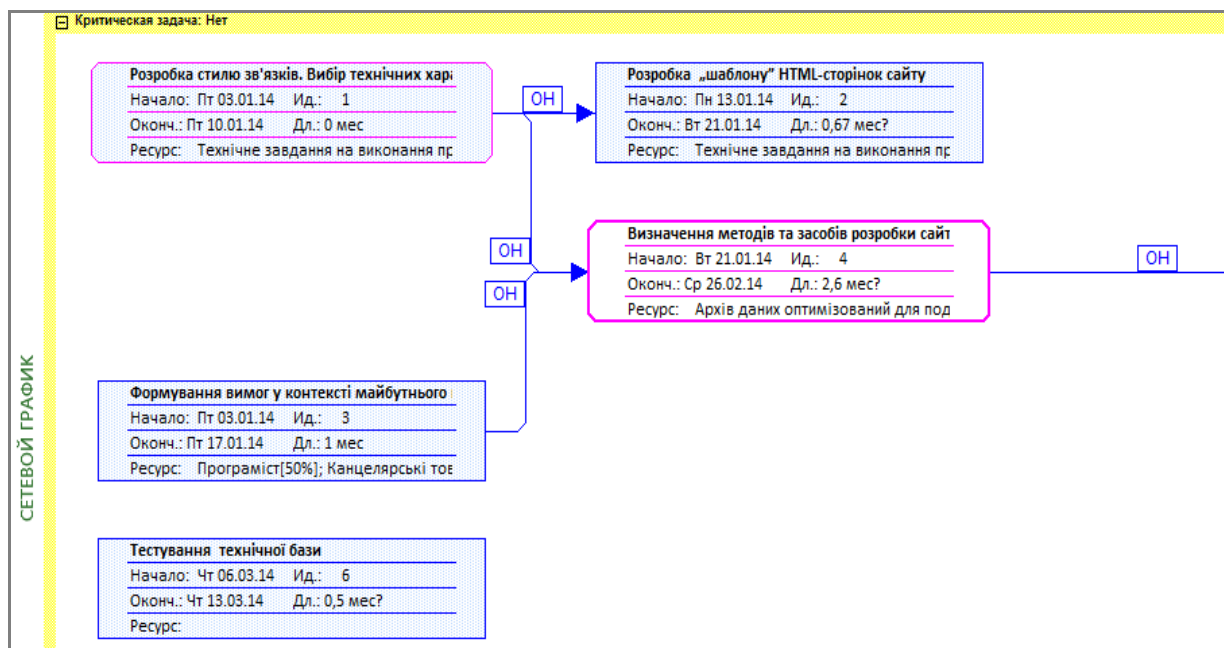 Критическая задача: Нет
Розробка стилю зв'язків. Вибір технічних хара
Начало: Пт 03.01.14 Ид.: 1
Оконч.: Пт 10.01.14 Дл.: 0 мес
Ресурс: Технічне завдання на виконання пр
ОН
Розробка „шаблону" HTML-сторінок сайту
Начало: Пн 13.01.14 Ид.: 2
Оконч.: Вт 21.01.14 Дл.: 0,67 мес?
Ресурс: Технічне завдання на виконання пр
ОН
ОН
Визначення методів та засобів розробки сайт
Начало: Вт 21.01.14 Ид.: 4
Оконч.: Ср 26.02.14 Дл.: 2,6 мес?
Ресурс: Архів даних оптимізований для под
ОН
СЕТЕВОЙ ГРАФИК
Формування вимог у контексті майбутнього
Начало: Пт 03.01.14 Ид.: 3
Оконч.: Пт 17.01.14 Дл.: 1 мес
Ресурс: Програміст[50%]; Канцелярські тов
Тестування технічної бази
Начало: Чт 06.03.14 Ид.: 6
Оконч.: Чт 13.03.14 Дл.: 0,5 мес?
Ресурс: